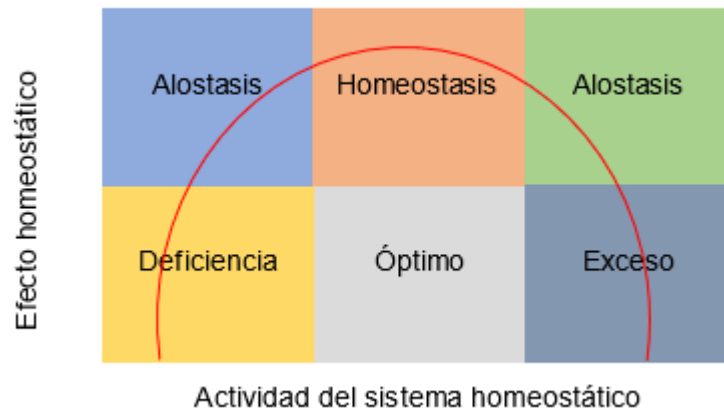 Efecto homeostático
Alostasis
Homeostasis
Alostasis
Deficiencia
Óptimo
Exceso
Actividad del sistema homeostático